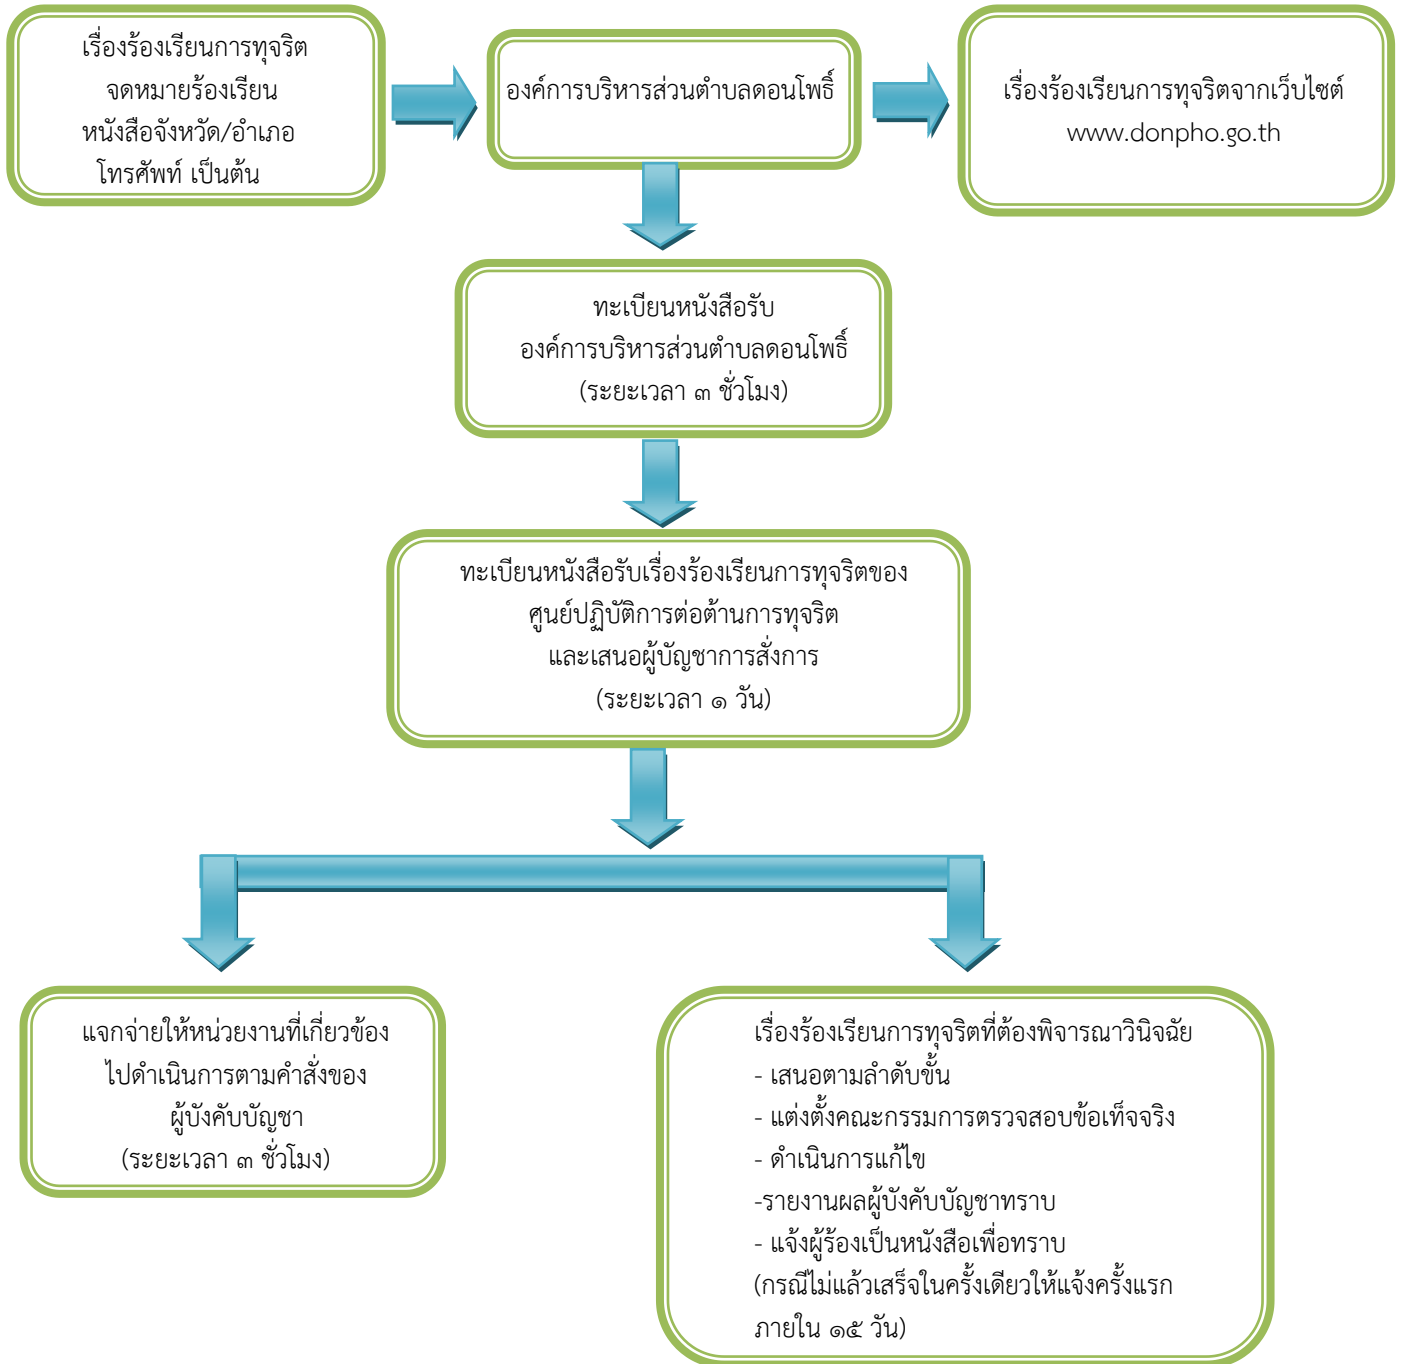 เรื่องร้องเรียนการทุจริต
จดหมายร้องเรียน
หนังสือจังหวัด/อำเภอ
โทรศัพท์ เป็นต้น
องค์การบริหารส่วนตำบลดอนโพธิ์
เรื่องร้องเรียนการทุจริตจากเว็บไซต์
www.donpho.go.th
ทะเบียนหนังสือรับ
องค์การบริหารส่วนตำบลดอนโพธิ์
(ระยะเวลา ๓ ชั่วโมง)
ทะเบียนหนังสือรับเรื่องร้องเรียนการทุจริตของ
ศูนย์ปฏิบัติการต่อต้านการทุจริต
และเสนอผู้บัญชาการสั่งการ
(ระยะเวลา ๑ วัน)
แจกจ่ายให้หน่วยงานที่เกี่ยวข้อง
ไปดำเนินการตามคำสั่งของ
ผู้บังคับบัญชา
(ระยะเวลา ๓ ชั่วโมง)
เรื่องร้องเรียนการทุจริตที่ต้องพิจารณาวินิจฉัย
- เสนอตามลำดับขั้น
- แต่งตั้งคณะกรรมการตรวจสอบข้อเท็จจริง
- ดำเนินการแก้ไข
-รายงานผลผู้บังคับบัญชาทราบ
- แจ้งผู้ร้องเป็นหนังสือเพื่อทราบ
(กรณีไม่แล้วเสร็จในครั้งเดียวให้แจ้งครั้งแรก
ภายใน ๑๕ วัน)